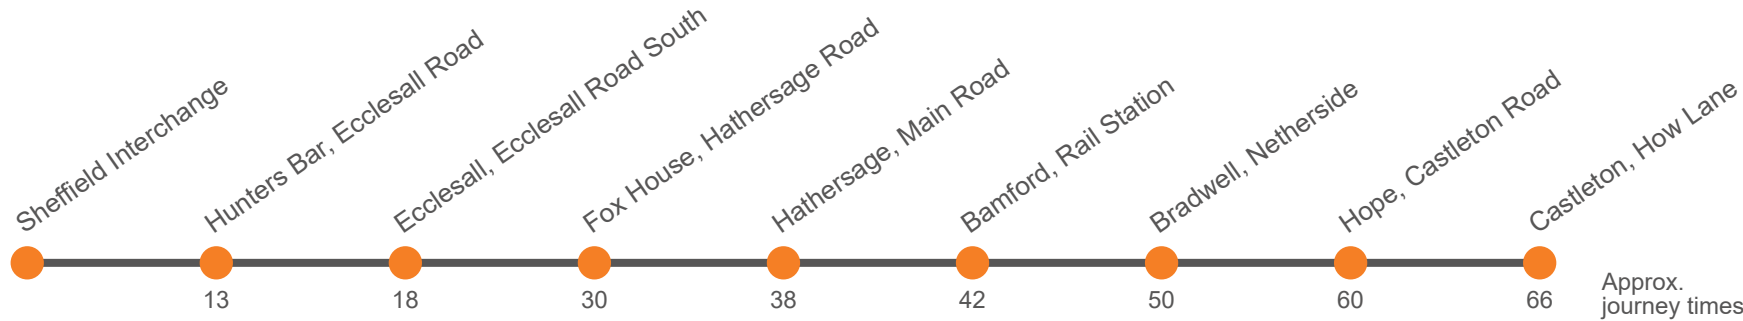 Sheffield Interchange
Hunters Bar, Ecclesall Road
Ecclesall, Ecclesall Road South
Fox House, Hathersage Road
Hathersage, Main Road
Bamford, Rail Station
Bradwell, Netherside
Hope, Castleton Road
Castleton, How Lane
13 18 30 38 42 50 60 66
Approx.
journey times